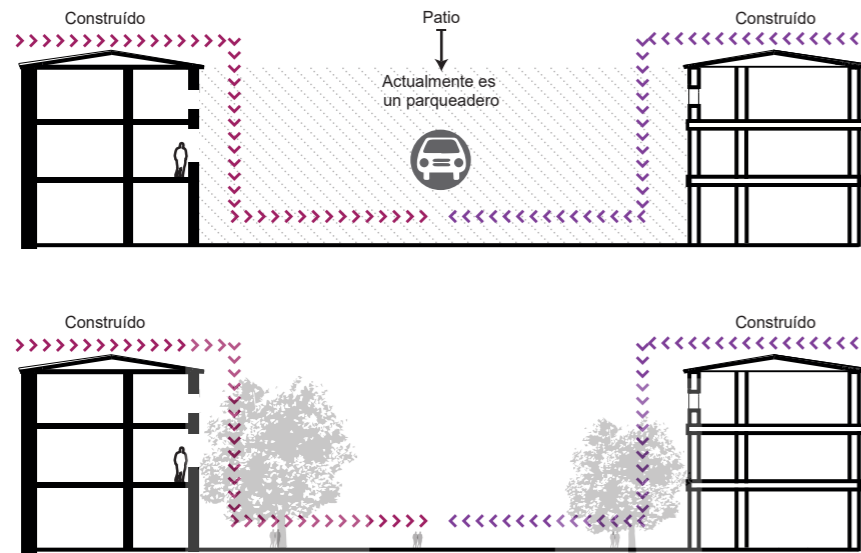 Construído
Patio
Construído
Actualmente es
un parqueadero
Construído
Construído